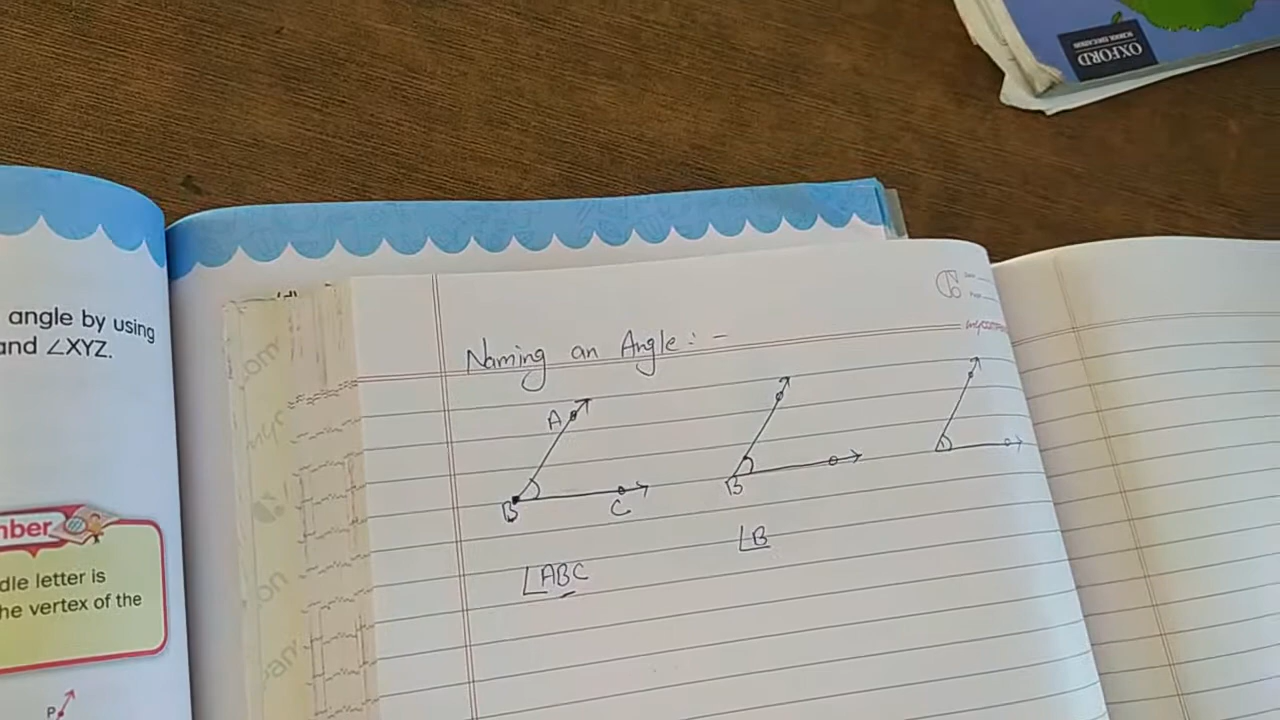 OXFORD
angle by using
and ∠XYZ.
Naming an Angle : -
A
B
C
B
∠B
∠ABC
mber
dle letter is
he vertex of the
P